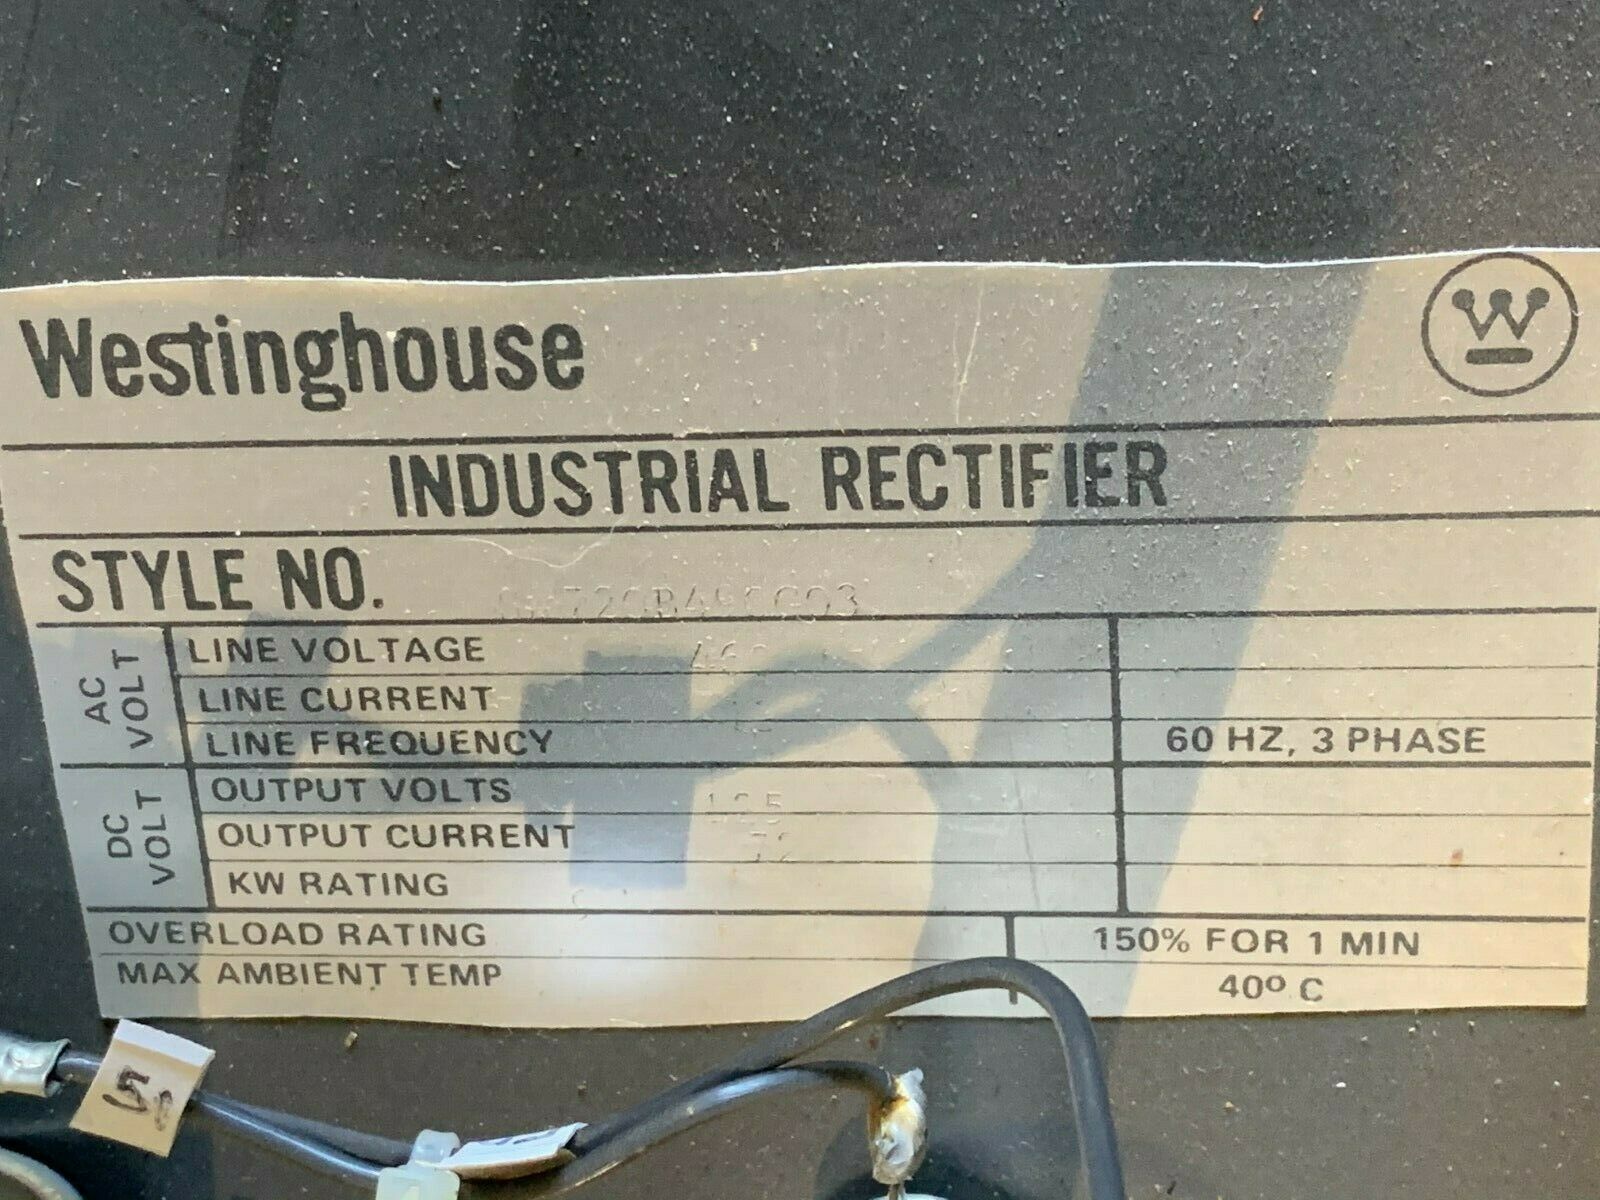 Westinghouse
W
INDUSTRIAL RECTIFIER
STYLE NO.
AC VOLT
LINE VOLTAGE
LINE CURRENT
LINE FREQUENCY 60 HZ, 3 PHASE
DC VOLT
OUTPUT VOLTS
OUTPUT CURRENT
KW RATING
OVERLOAD RATING 150% FOR 1 MIN
MAX AMBIENT TEMP 40º C